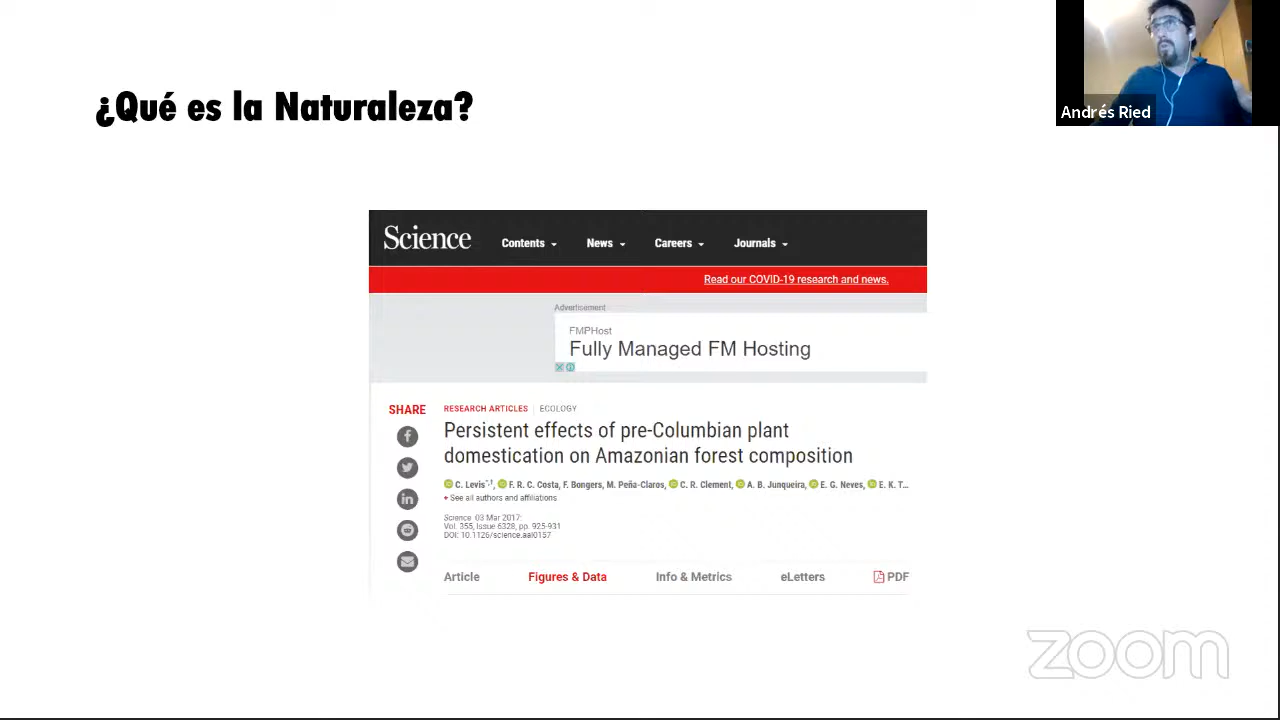 ¿Qué es la Naturaleza?
Andrés Ried
Science Contents News Careers Journals
Read our COVID-19 research and news.
Advertisement
FMPHost
Fully Managed FM Hosting
SHARE
RESEARCH ARTICLES | ECOLOGY
Persistent effects of pre-Columbian plant
domestication on Amazonian forest composition
C. Levis*,†, F. R. C. Costa, F. Bongers, M. Peña-Claros, C. R. Clement, A. B. Junqueira, E. G. Neves, E. K. T...
+ See all authors and affiliations
Science 03 Mar 2017:
Vol. 355, Issue 6328, pp. 925-931
DOI: 10.1126/science.aal0157
Article Figures & Data Info & Metrics eLetters PDF
zoom